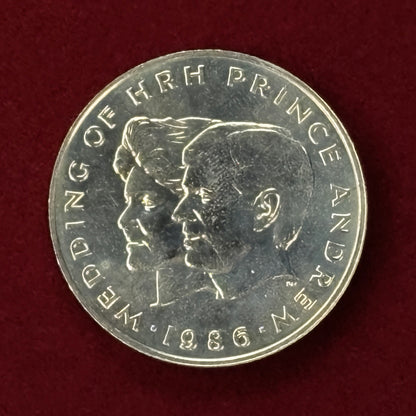 WEDDING OF HRH PRINCE ANDREW
· 1986 ·